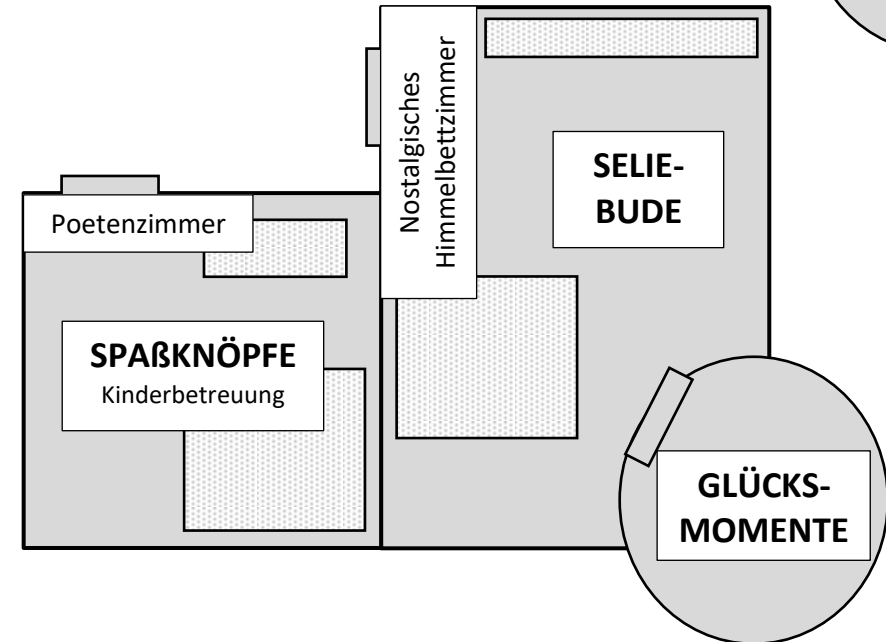 Poetenzimmer
SPAßKNÖPFE
Kinderbetreuung
Nostalgisches
Himmelbettzimmer
SELIE-
BUDE
GLÜCKS-
MOMENTE